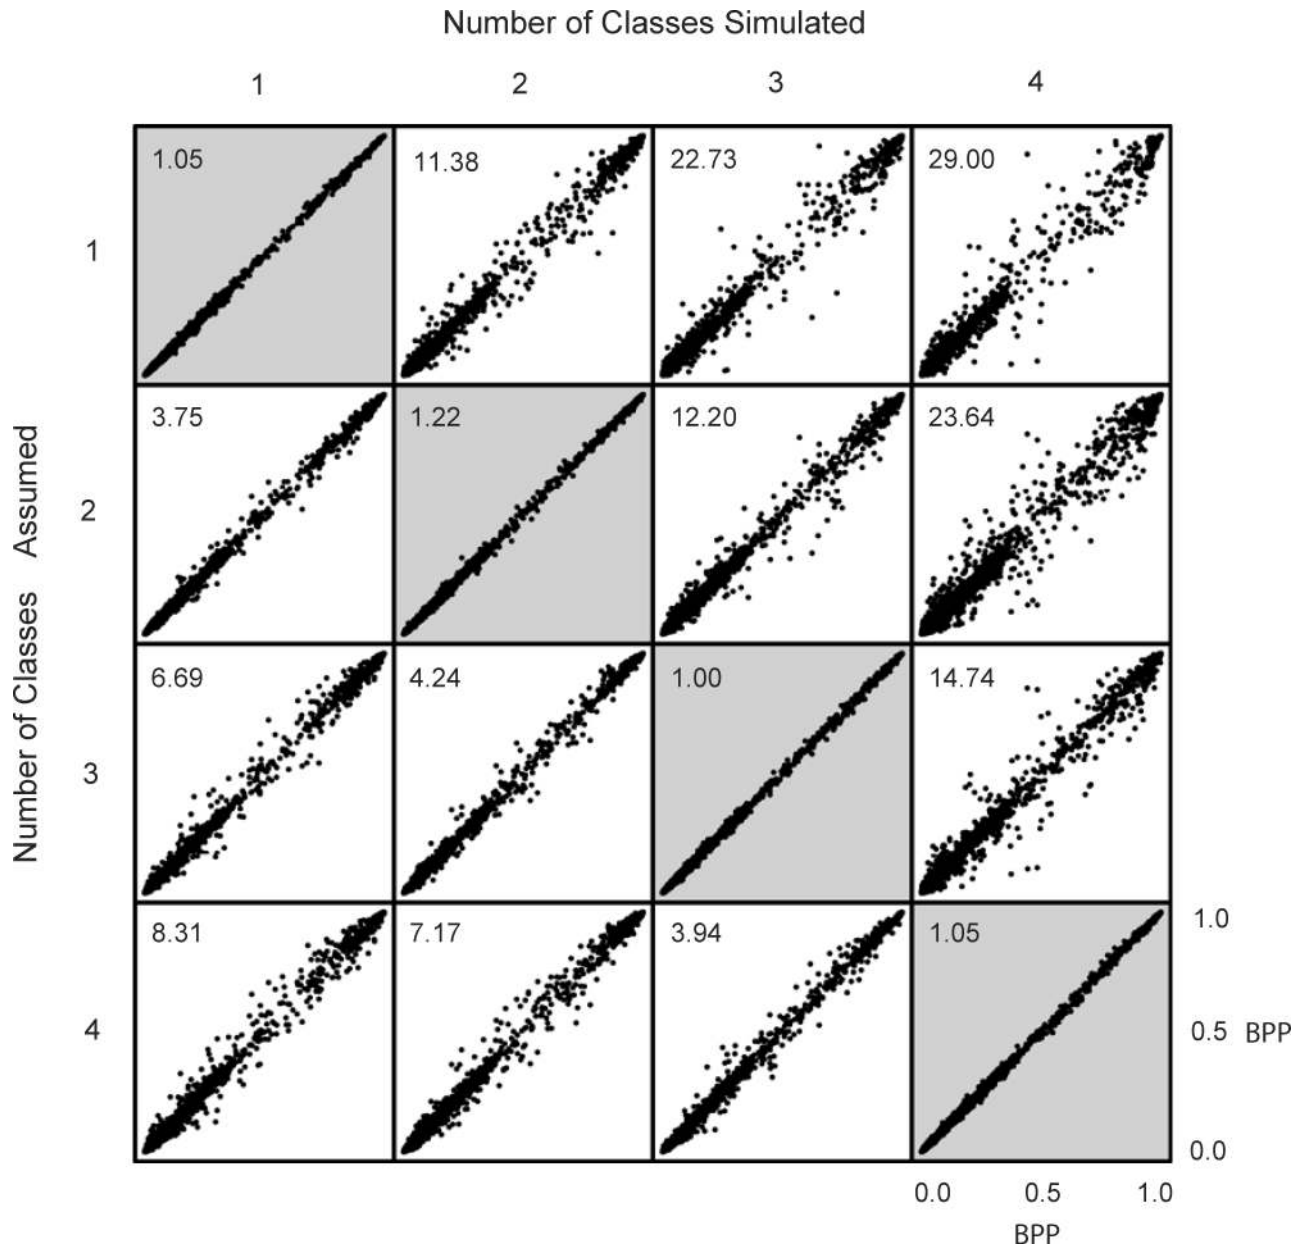 Number of Classes Simulated
1 2 3 4
Number of Classes Assumed
1
1.05 11.38 22.73 29.00
2
3.75 1.22 12.20 23.64
3
6.69 4.24 1.00 14.74
4
8.31 7.17 3.94 1.05
1.0
0.5 BPP
0.0
0.0 0.5 1.0
BPP